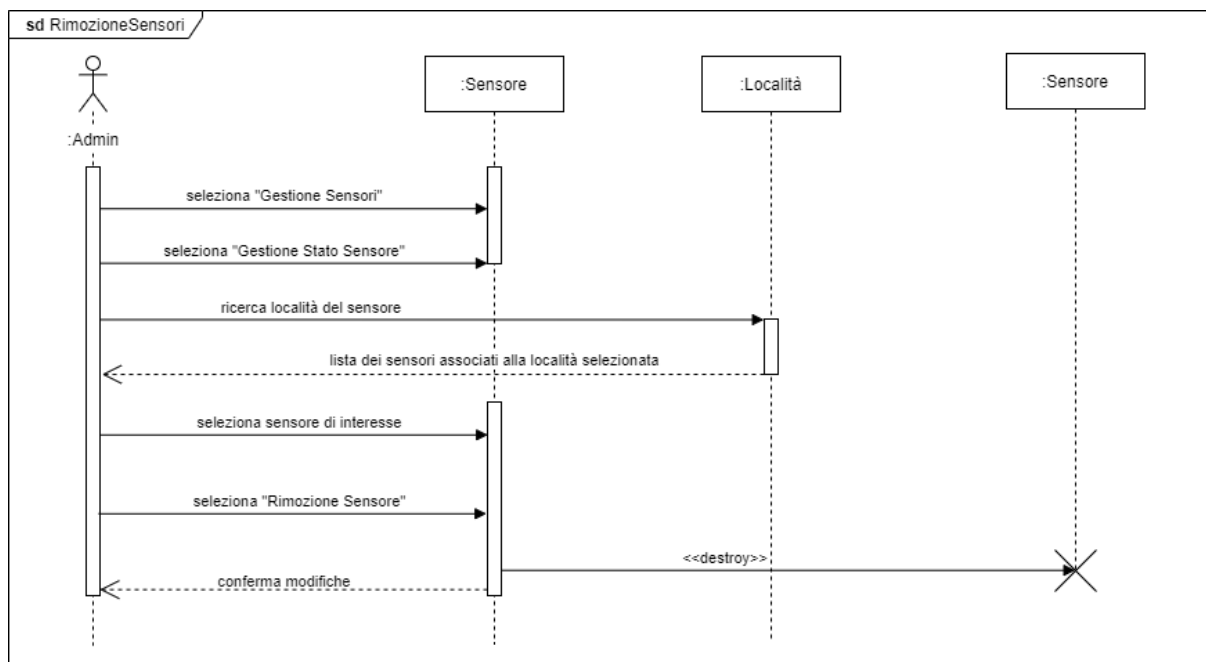 sd RimozioneSensori
:Admin
:Sensore
:Località
:Sensore
seleziona "Gestione Sensori"
seleziona "Gestione Stato Sensore"
ricerca località del sensore
lista dei sensori associati alla località selezionata
seleziona sensore di interesse
seleziona "Rimozione Sensore"
<<destroy>>
conferma modifiche